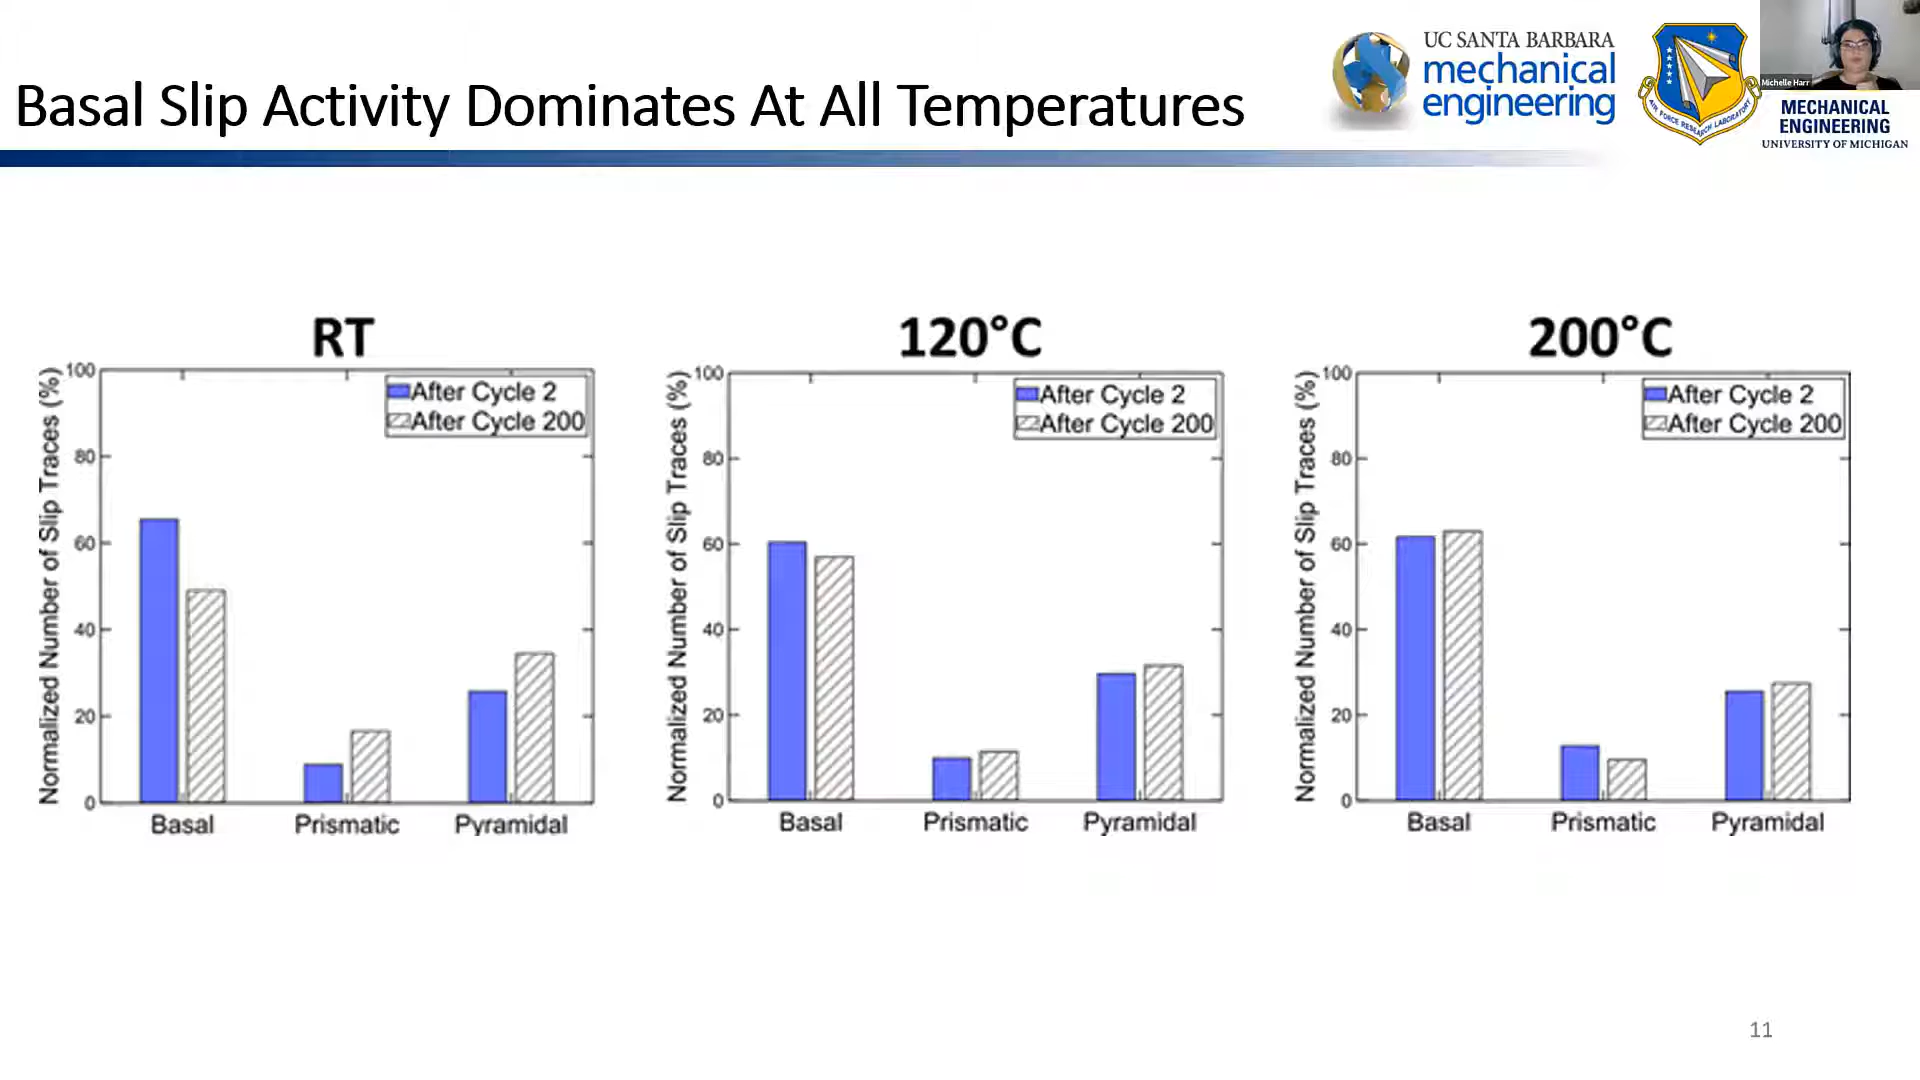 Basal Slip Activity Dominates At All Temperatures
UC SANTA BARBARA
mechanical
engineering
AIR FORCE RESEARCH LABORATORY
Michelle Harr
MECHANICAL
ENGINEERING
UNIVERSITY OF MICHIGAN
RT
Normalized Number of Slip Traces (%)
100
80
60
40
20
0
After Cycle 2
After Cycle 200
Basal Prismatic Pyramidal
120°C
Normalized Number of Slip Traces (%)
100
80
60
40
20
0
After Cycle 2
After Cycle 200
Basal Prismatic Pyramidal
200°C
Normalized Number of Slip Traces (%)
100
80
60
40
20
0
After Cycle 2
After Cycle 200
Basal Prismatic Pyramidal
11